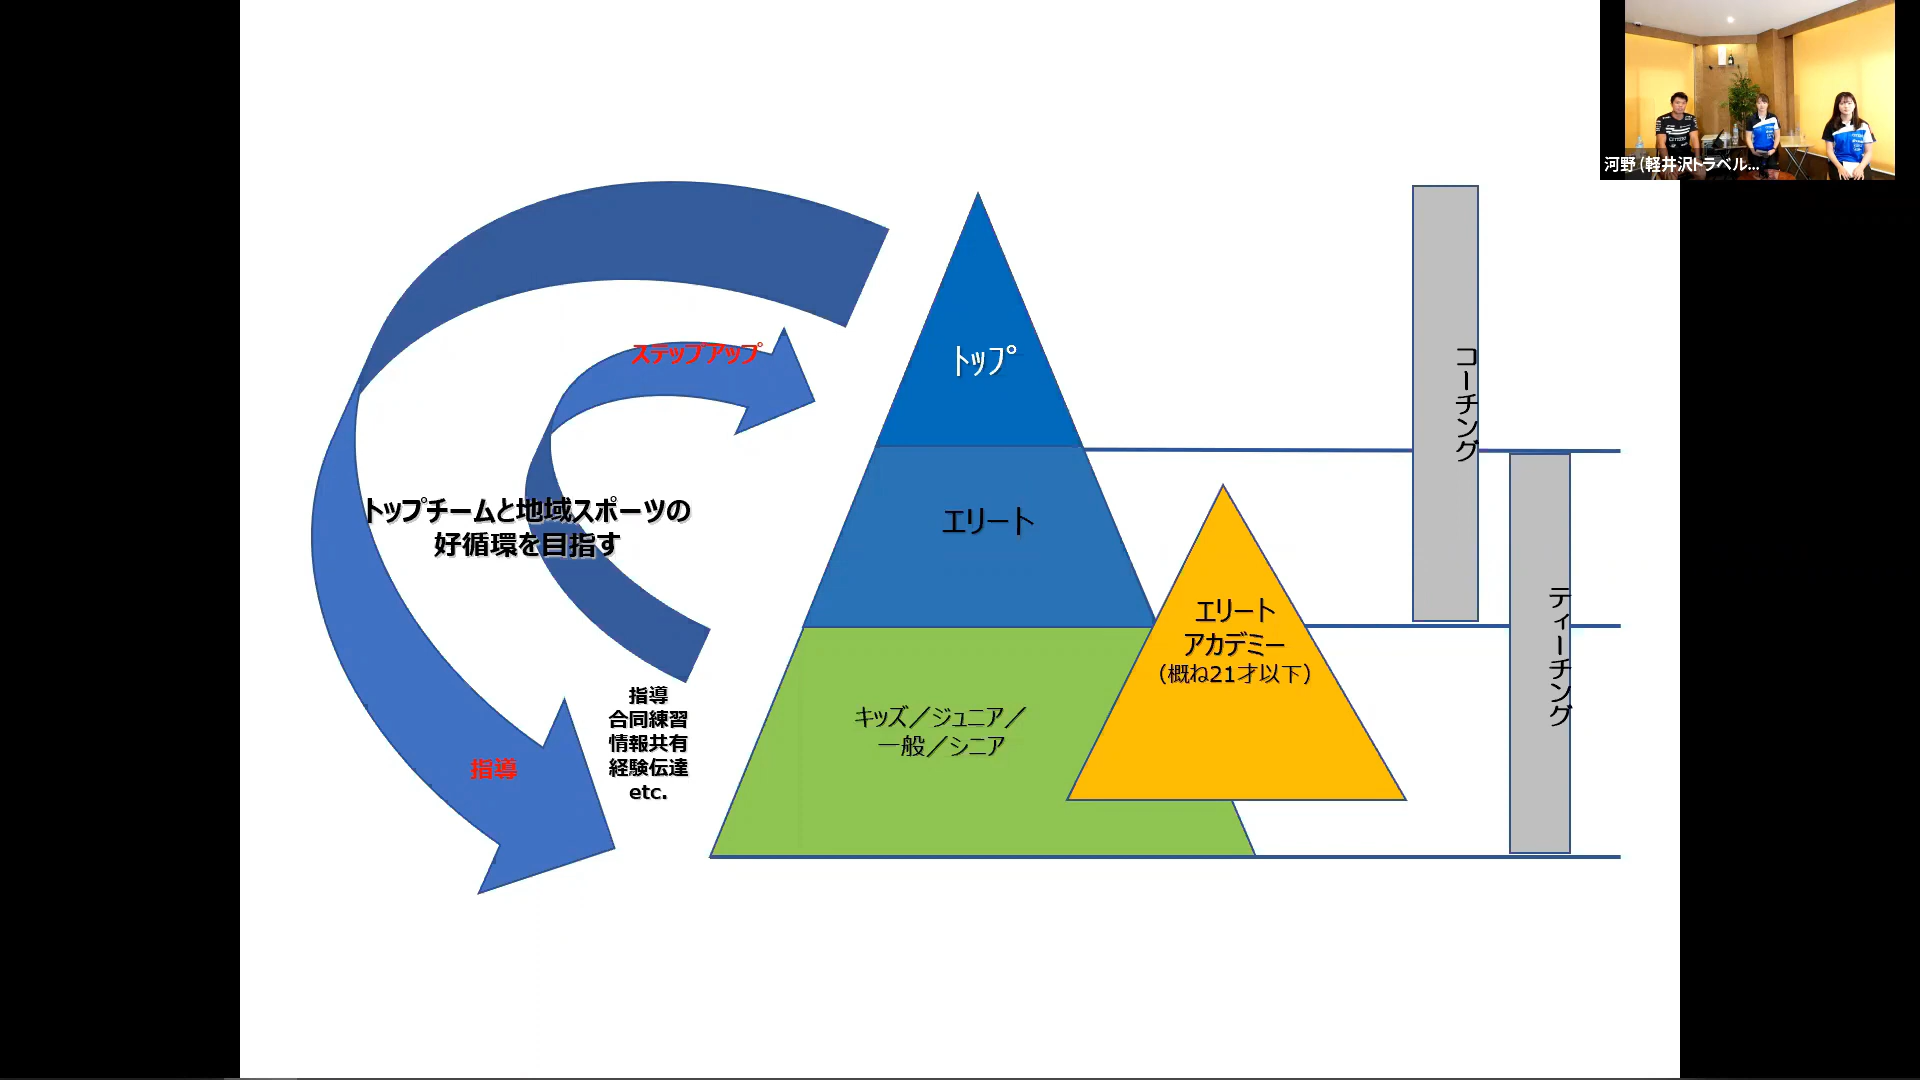 河野 (軽井沢トラベル...
ステップアップ
トップチームと地域スポーツの
好循環を目指す
指導
指導
合同練習
情報共有
経験伝達
etc.
トップ
エリート
キッズ／ジュニア／
一般／シニア
エリート
アカデミー
（概ね21才以下）
コーチング
ティーチング